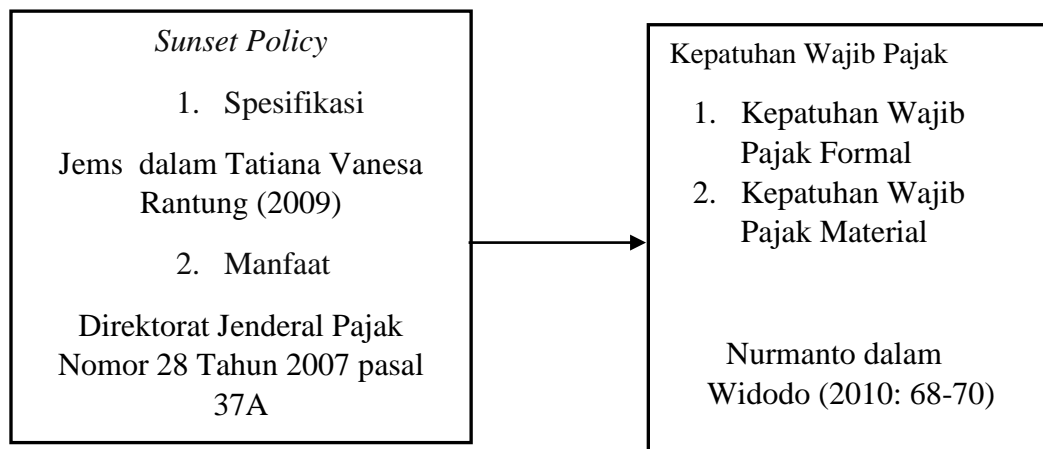 Sunset Policy
1. Spesifikasi
Jems dalam Tatiana Vanesa
Rantung (2009)
2. Manfaat
Direktorat Jenderal Pajak
Nomor 28 Tahun 2007 pasal
37A
Kepatuhan Wajib Pajak
1. Kepatuhan Wajib
Pajak Formal
2. Kepatuhan Wajib
Pajak Material
Nurmanto dalam
Widodo (2010: 68-70)